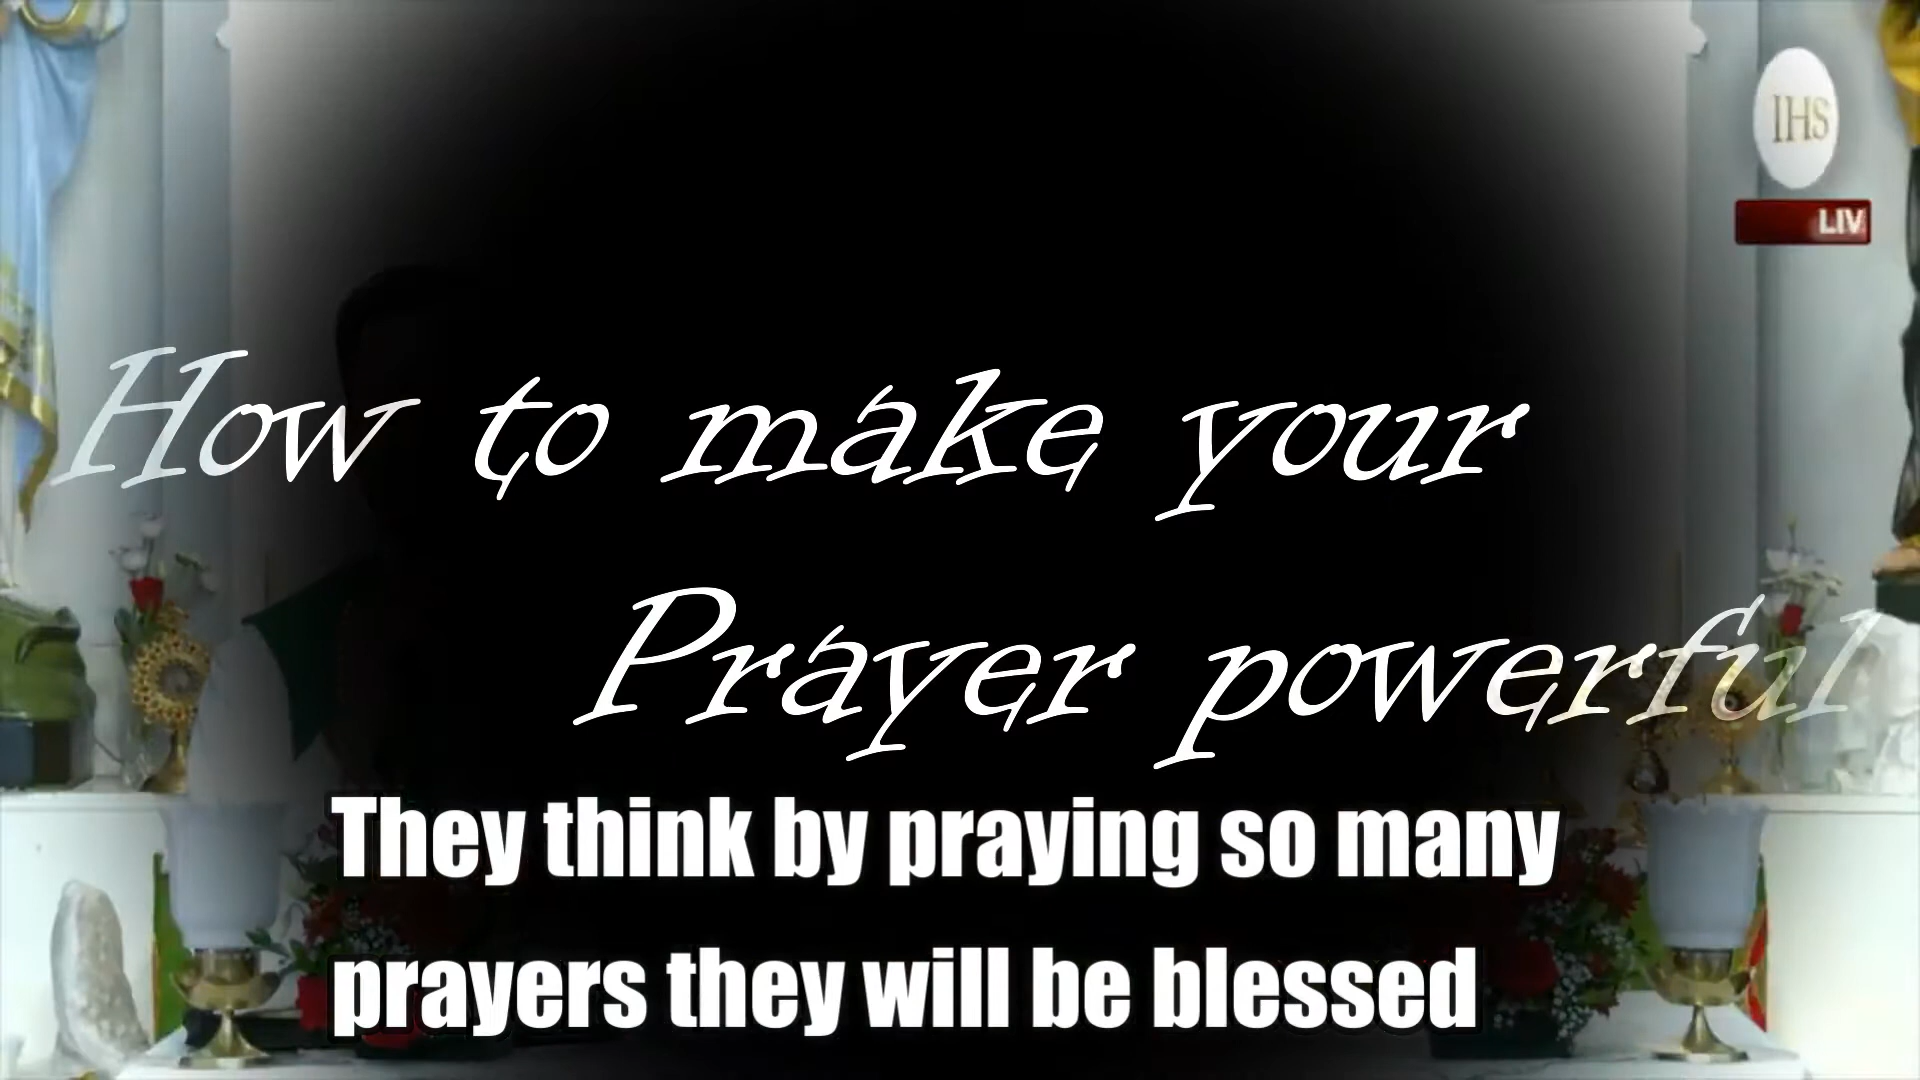 IHS
LIV
How to make your
Prayer powerful
They think by praying so many
prayers they will be blessed